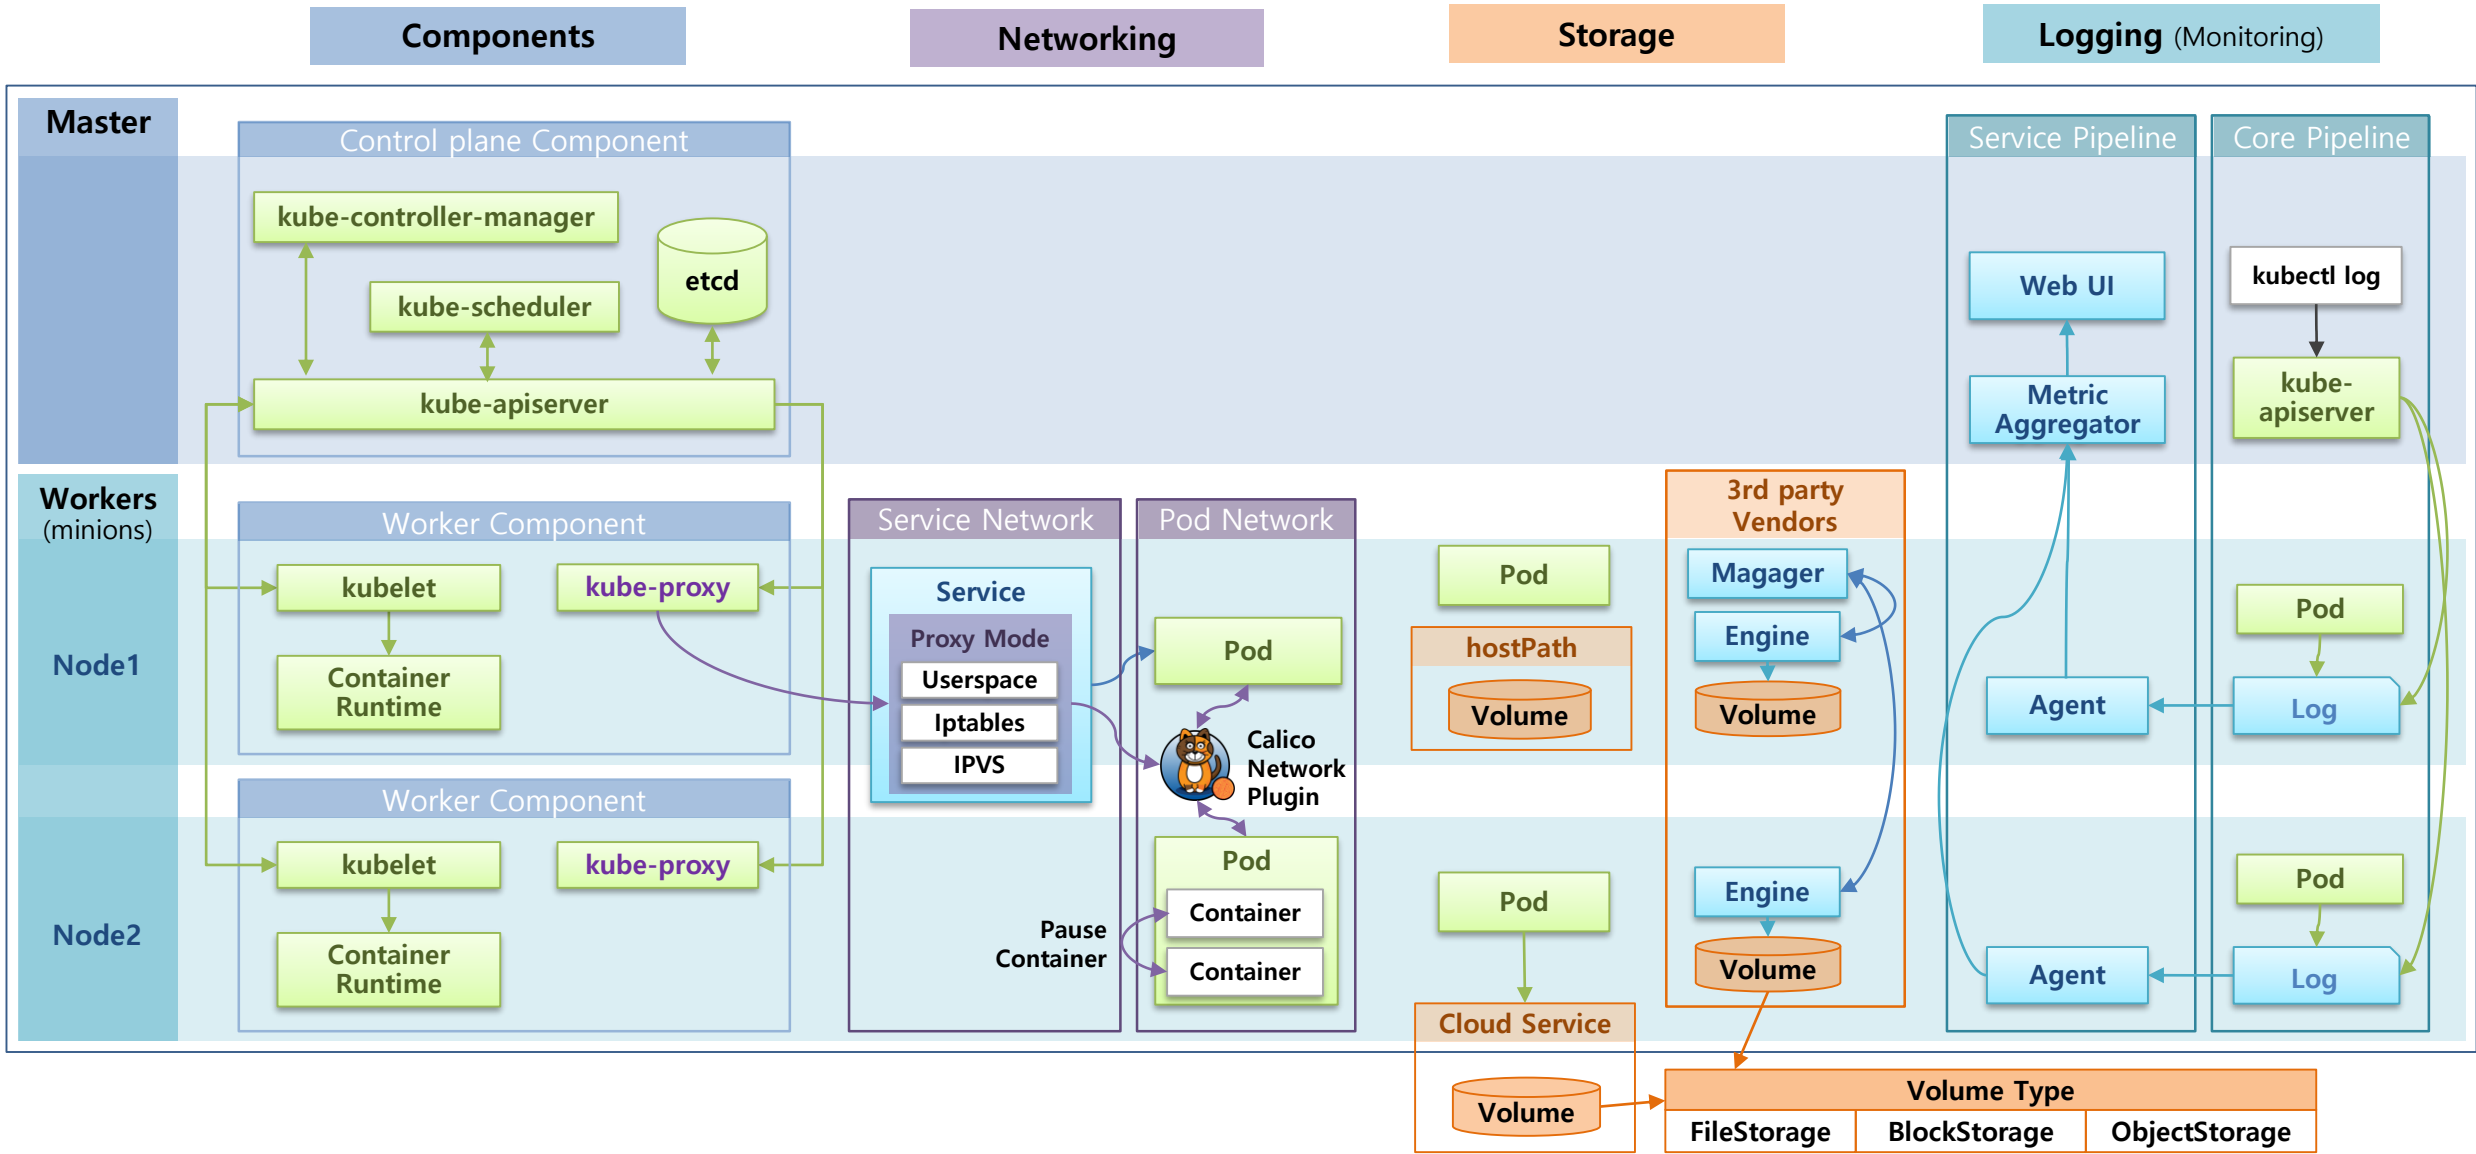 Components
Networking
Storage
Logging (Monitoring)
Master
Control plane Component
kube-controller-manager
kube-scheduler
etcd
kube-apiserver
Service Pipeline
Web UI
Metric
Aggregator
Core Pipeline
kubectl log
kube-
apiserver
Workers
(minions)
Node1
Worker Component
kubelet
kube-proxy
Container
Runtime
Service Network
Service
Proxy Mode
Userspace
Iptables
IPVS
Pod Network
Pod
Calico
Network
Plugin
Pod
hostPath
Volume
3rd party
Vendors
Magager
Engine
Volume
Agent
Pod
Log
Node2
Worker Component
kubelet
kube-proxy
Container
Runtime
Pause
Container
Pod
Container
Container
Pod
Cloud Service
Volume
Engine
Volume
Agent
Pod
Log
Volume Type
FileStorage
BlockStorage
ObjectStorage